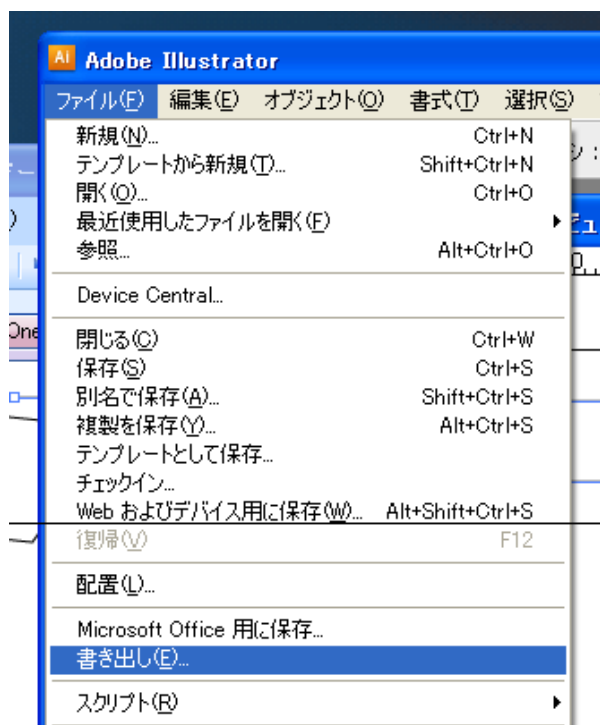 Ai Adobe Illustrator
ファイル(F) 編集(E) オブジェクト(O) 書式(T) 選択(S)
新規(N)... Ctrl+N
テンプレートから新規(T)... Shift+Ctrl+N
開く(O)... Ctrl+O
最近使用したファイルを開く(F)
参照... Alt+Ctrl+O
Device Central...
One
閉じる(C) Ctrl+W
保存(S) Ctrl+S
別名で保存(A)... Shift+Ctrl+S
複製を保存(Y)... Alt+Ctrl+S
テンプレートとして保存...
チェックイン...
Web およびデバイス用に保存(W)... Alt+Shift+Ctrl+S
復帰(V) F12
配置(L)...
Microsoft Office 用に保存...
書き出し(E)...
スクリプト(R)